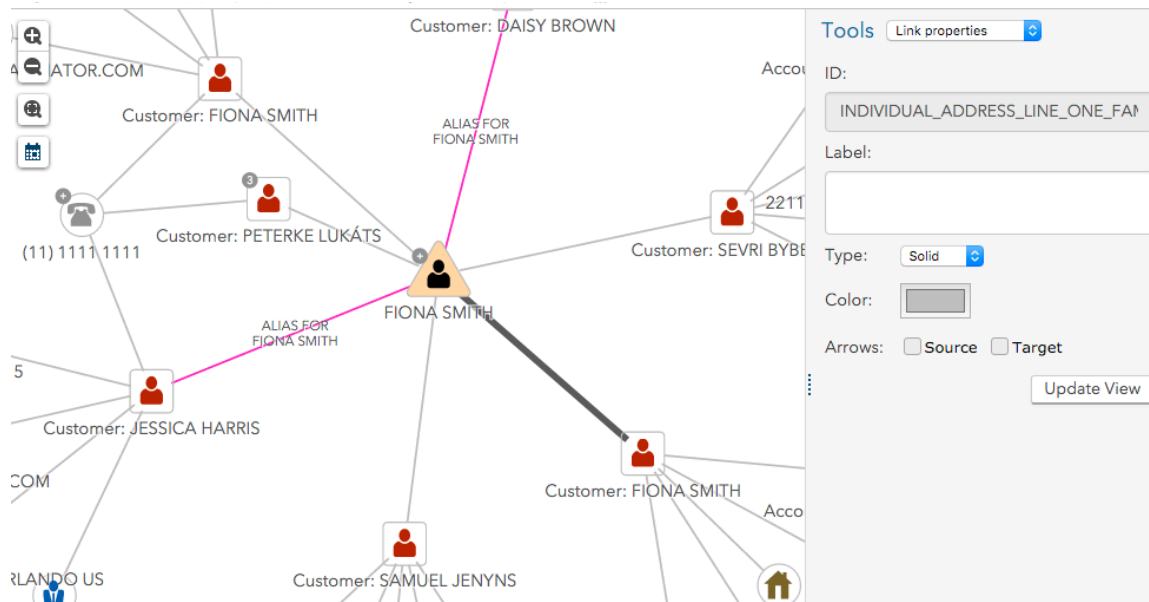 Customer: DAISY BROWN
ATOR.COM
Customer: FIONA SMITH
ALIAS FOR
FIONA SMITH
Accou
3
+
+
2211
Customer: PETERKE LUKÁTS
(11) 1111 1111
Customer: SEVRI BYBE
FIONA SMITH
ALIAS FOR
FIONA SMITH
5
Customer: JESSICA HARRIS
COM
Customer: FIONA SMITH
Acco
RLANDO US
Customer: SAMUEL JENYNS
Tools
Link properties
ID:
INDIVIDUAL_ADDRESS_LINE_ONE_FAM
Label:
Type:
Solid
Color:
Arrows:
Source
Target
Update View